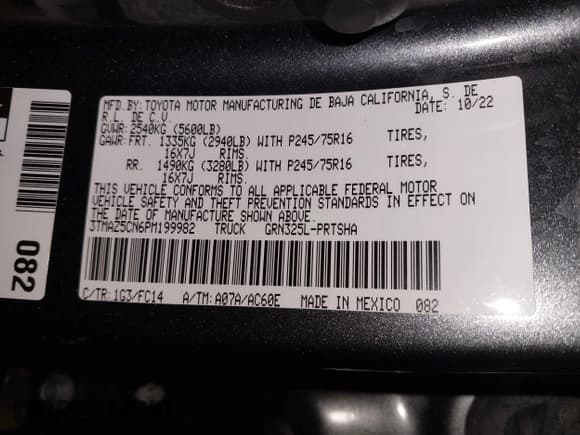 MFD.BY:TOYOTA MOTOR MANUFACTURING DE BAJA CALIFORNIA, S. DE
R.L. DE C.V. DATE: 10/22
GVWR:2540KG (5600LB)
GAWR:FRT. 1335KG (2940LB) WITH P245/75R16 TIRES,
16X7J RIMS.
RR. 1490KG (3280LB) WITH P245/75R16 TIRES,
16X7J RIMS.
THIS VEHICLE CONFORMS TO ALL APPLICABLE FEDERAL MOTOR
VEHICLE SAFETY AND THEFT PREVENTION STANDARDS IN EFFECT ON
THE DATE OF MANUFACTURE SHOWN ABOVE.
3TMAZ5CN6PM199982 TRUCK GRN325L-PRTSHA
C/TR:1G3/FC14 A/TM:A07A/AC60E MADE IN MEXICO 082
082